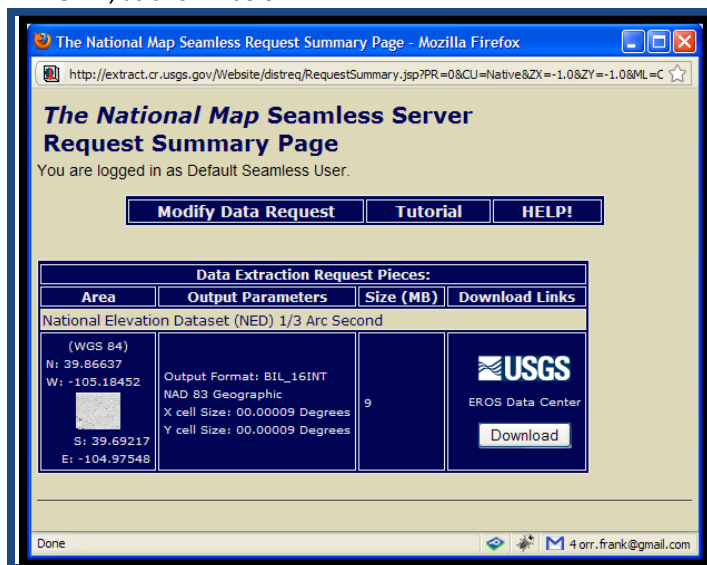 The National Map Seamless Request Summary Page - Mozilla Firefox
http://extract.cr.usgs.gov/Website/distreq/RequestSummary.jsp?PR=0&CU=Native&ZX=-1.0&ZY=-1.0&ML=C
The National Map Seamless Server
Request Summary Page
You are logged in as Default Seamless User.
Modify Data Request Tutorial HELP!
Data Extraction Request Pieces:
Area Output Parameters Size (MB) Download Links
National Elevation Dataset (NED) 1/3 Arc Second
(WGS 84)
N: 39.86637
W: -105.18452
S: 39.69217
E: -104.97548
Output Format: BIL_16INT
NAD 83 Geographic
X cell Size: 00.00009 Degrees
Y cell Size: 00.00009 Degrees
9
USGS
EROS Data Center
Download
Done
4 orr.frank@gmail.com